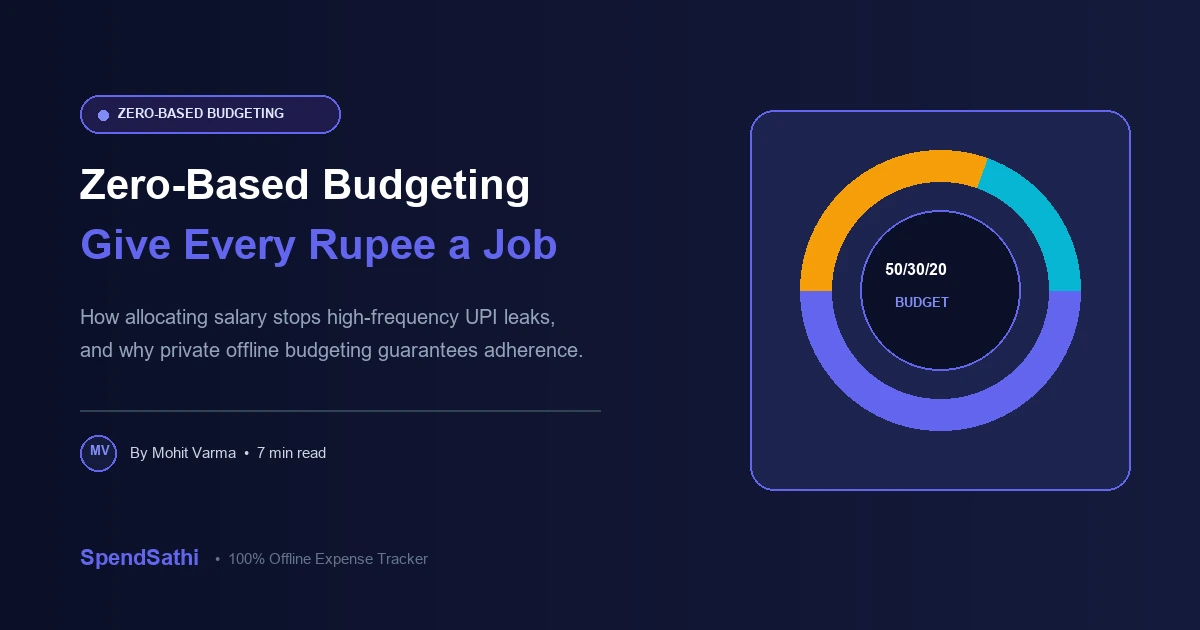 ZERO-BASED BUDGETING
Zero-Based Budgeting
Give Every Rupee a Job
How allocating salary stops high-frequency UPI leaks,
and why private offline budgeting guarantees adherence.
MV
By Mohit Varma • 7 min read
SpendSathi • 100% Offline Expense Tracker
50/30/20
BUDGET